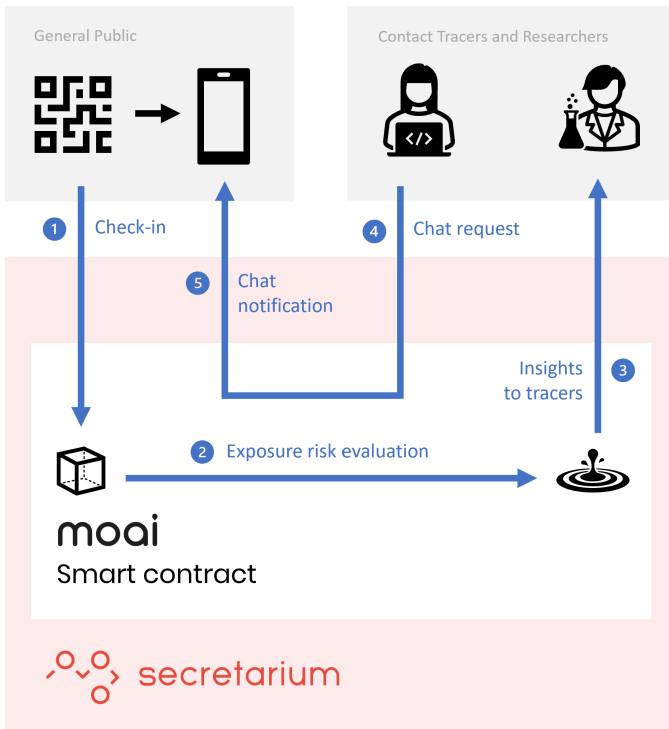 General Public
Contact Tracers and Researchers
</>
1 Check-in
4 Chat request
5 Chat
notification
Insights 3
to tracers
2 Exposure risk evaluation
moai
Smart contract
secretarium